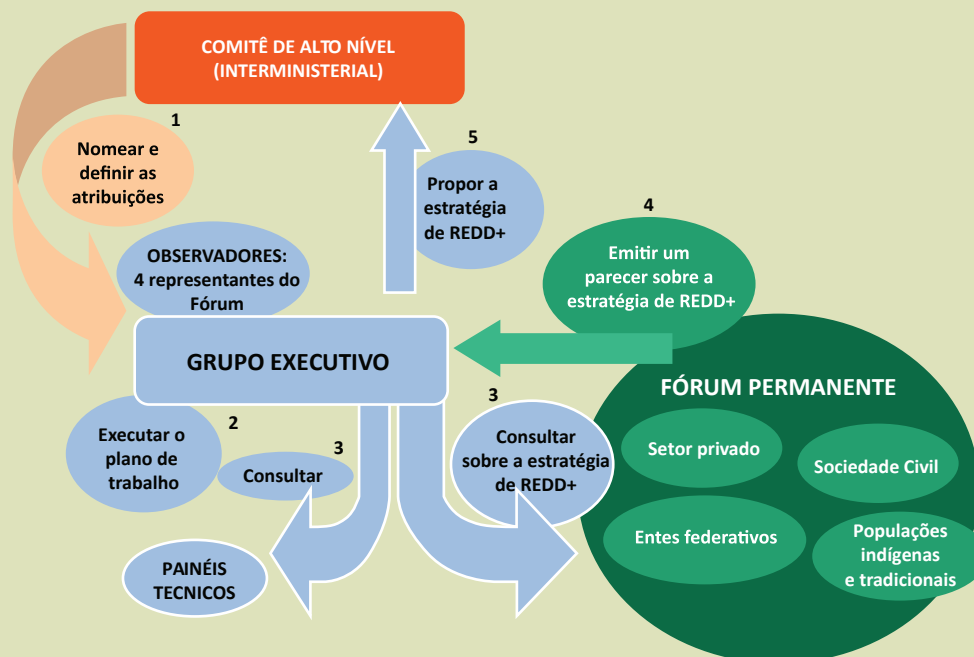 COMITÊ DE ALTO NÍVEL
(INTERMINISTERIAL)
1
Nomear e
definir as
atribuições
5
Propor a
estratégia
de REDD+
4
Emitir um
parecer sobre a
estratégia de REDD+
OBSERVADORES:
4 representantes do
Fórum
GRUPO EXECUTIVO
2
Executar o
plano de
trabalho
3
Consultar
3
Consultar
sobre a estratégia
de REDD+
PAINÉIS
TECNICOS
FÓRUM PERMANENTE
Setor privado
Sociedade Civil
Entes federativos
Populações
indígenas
e tradicionais